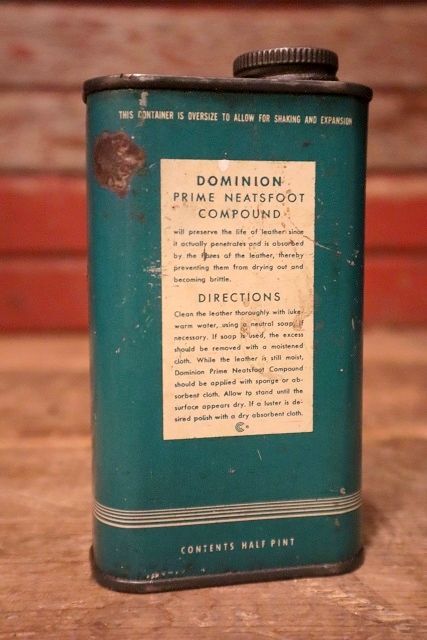 THIS CONTAINER IS OVERSIZE TO ALLOW FOR SHAKING AND EXPANSION
DOMINION
PRIME NEATSFOOT
COMPOUND
will preserve the life of leather since
it actually penetrates and is absorbed
by the fibres of the leather, thereby
preventing them from drying out and
becoming brittle.
DIRECTIONS
Clean the leather thoroughly with luke-
warm water, using a neutral soap if
necessary. If soap is used, the excess
should be removed with a moistened
cloth. While the leather is still moist,
Dominion Prime Neatsfoot Compound
should be applied with sponge or ab-
sorbent cloth. Allow to stand until the
surface appears dry. If a luster is de-
sired polish with a dry absorbent cloth.
CONTENTS HALF PINT